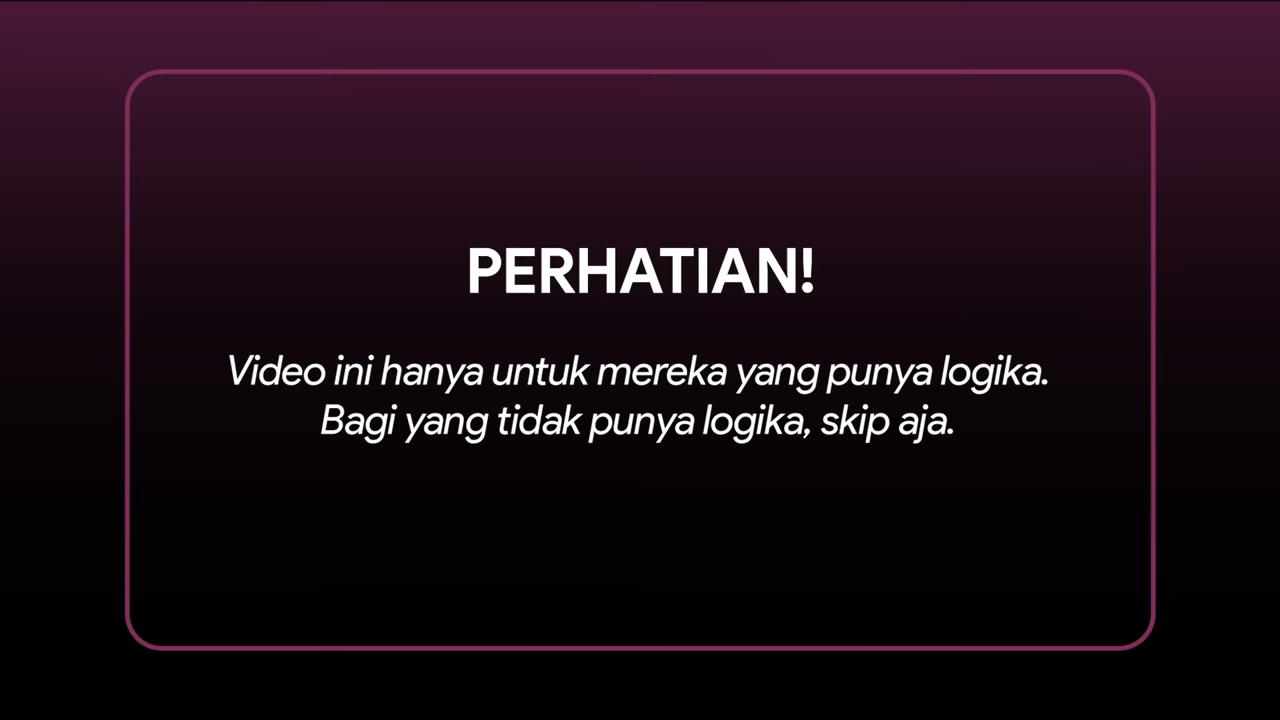 PERHATIAN!
Video ini hanya untuk mereka yang punya logika.
Bagi yang tidak punya logika, skip aja.